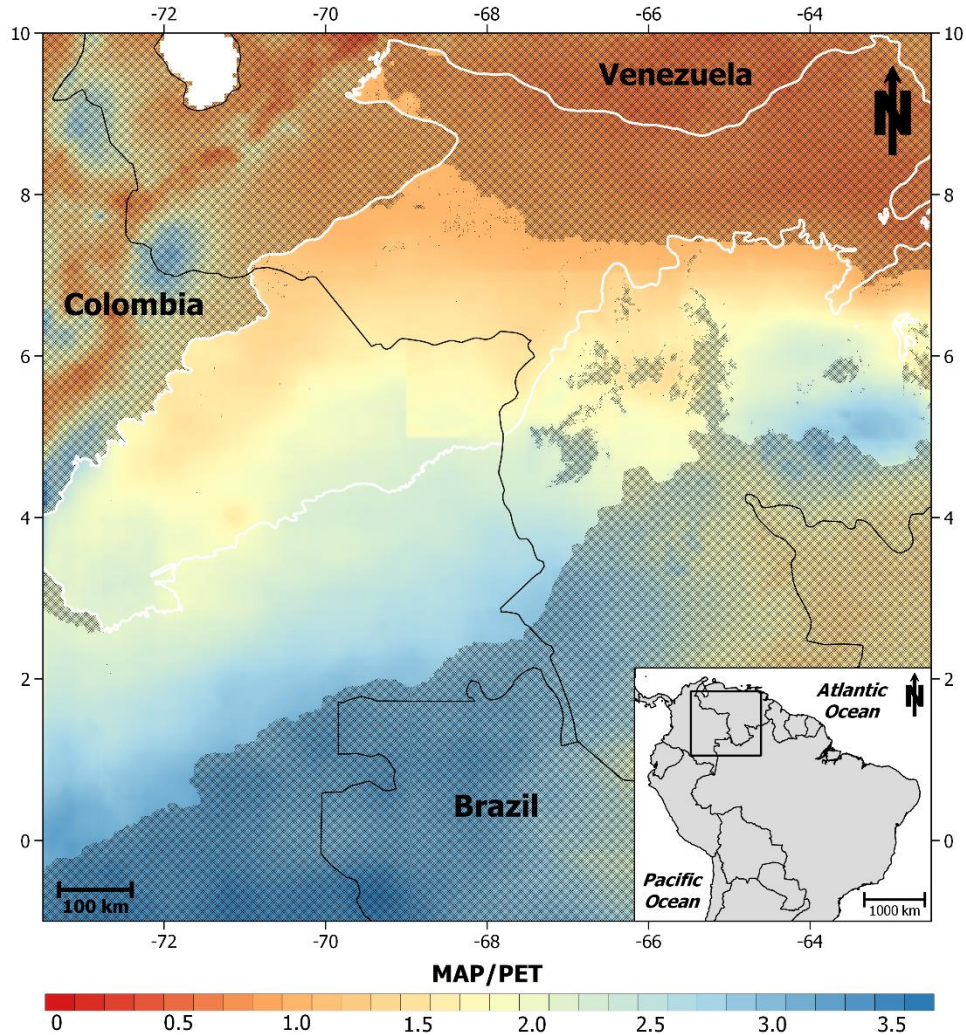 -72 -70 -68 -66 -64
10 10
Venezuela
N
8 8
Colombia
6 6
4 4
2 2
Atlantic
Ocean
N
Brazil
0 0
Pacific
Ocean
100 km
1000 km
-72 -70 -68 -66 -64
MAP/PET
0 0.5 1.0 1.5 2.0 2.5 3.0 3.5